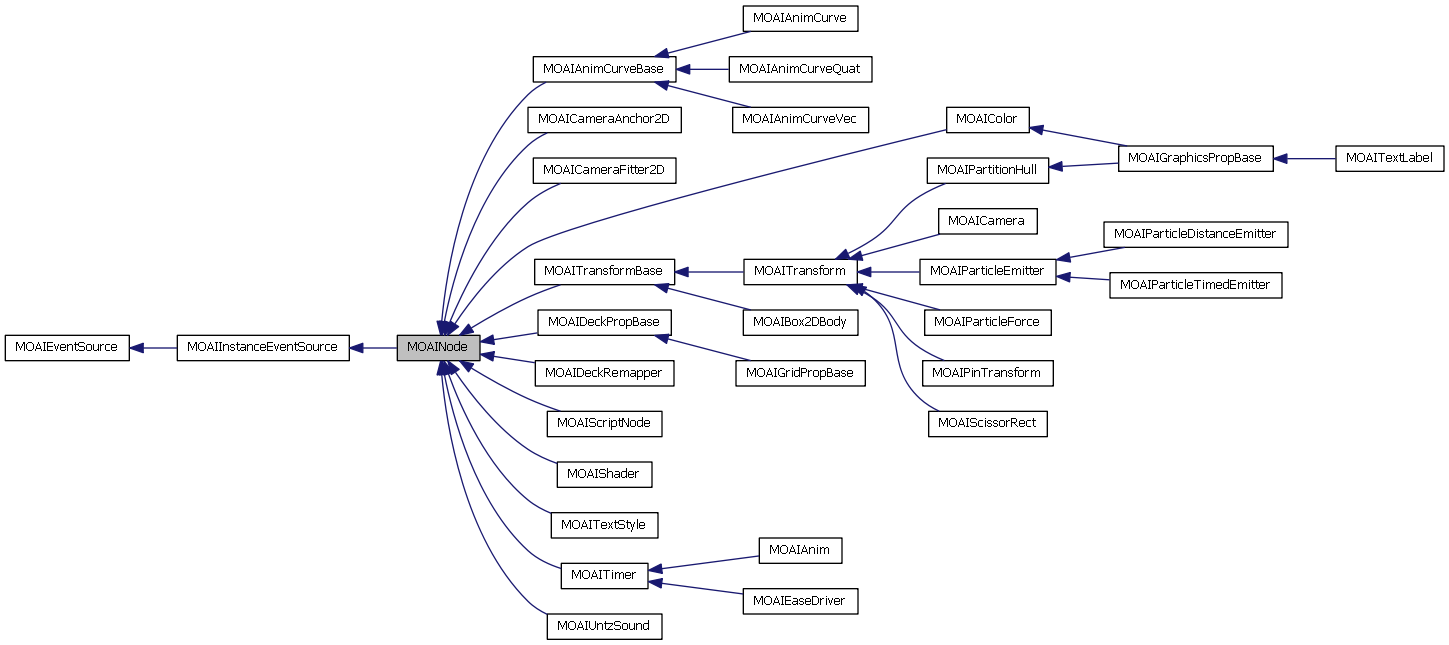 MOAIAnimCurve
MOAIAnimCurveBase
MOAIAnimCurveQuat
MOAIAnimCurveVec
MOAICameraAnchor2D
MOAIColor
MOAIGraphicsPropBase
MOAITextLabel
MOAICameraFitter2D
MOAIPartitionHull
MOAICamera
MOAIParticleDistanceEmitter
MOAITransformBase
MOAITransform
MOAIParticleEmitter
MOAIParticleTimedEmitter
MOAIDeckPropBase
MOAIBox2DBody
MOAIParticleForce
MOAIEventSource
MOAIInstanceEventSource
MOAINode
MOAIDeckRemapper
MOAIGridPropBase
MOAIPinTransform
MOAIScriptNode
MOAIScissorRect
MOAIShader
MOAITextStyle
MOAIAnim
MOAITimer
MOAIEaseDriver
MOAIUntzSound